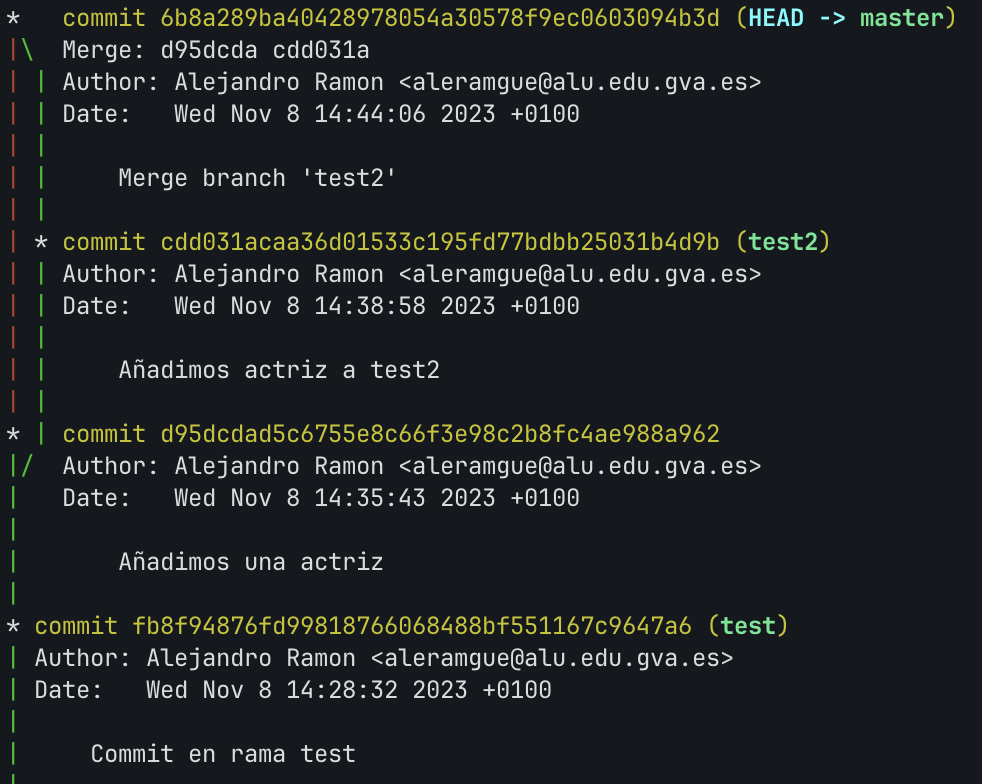 *   commit 6b8a289ba40428978054a30578f9ec0603094b3d (HEAD -> master)
|\  Merge: d95dcda cdd031a
| | Author: Alejandro Ramon <aleramgue@alu.edu.gva.es>
| | Date:   Wed Nov 8 14:44:06 2023 +0100
| |
| |     Merge branch 'test2'
| |
| * commit cdd031acaa36d01533c195fd77bdbb25031b4d9b (test2)
| | Author: Alejandro Ramon <aleramgue@alu.edu.gva.es>
| | Date:   Wed Nov 8 14:38:58 2023 +0100
| |
| |     Añadimos actriz a test2
| |
* | commit d95dcdad5c6755e8c66f3e98c2b8fc4ae988a962
|/  Author: Alejandro Ramon <aleramgue@alu.edu.gva.es>
|   Date:   Wed Nov 8 14:35:43 2023 +0100
|
|       Añadimos una actriz
|
* commit fb8f94876fd99818766068488bf551167c9647a6 (test)
| Author: Alejandro Ramon <aleramgue@alu.edu.gva.es>
| Date:   Wed Nov 8 14:28:32 2023 +0100
|
|     Commit en rama test
|